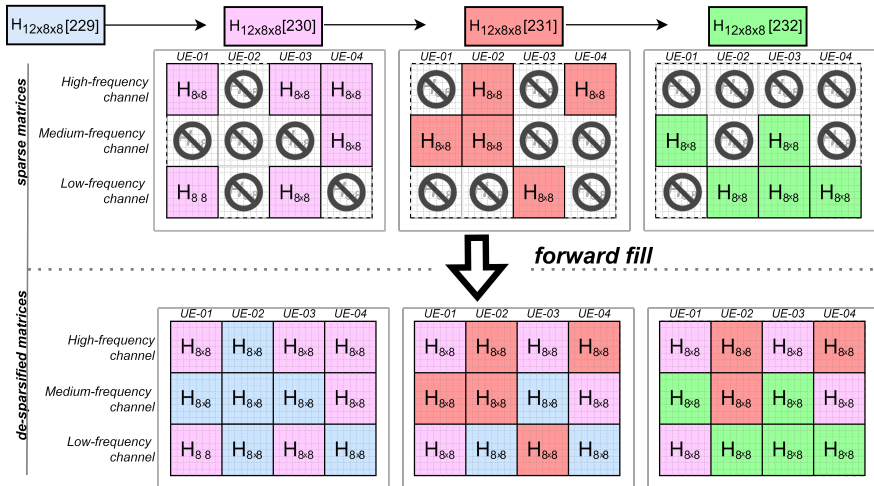 H12x8x8[229] H12x8x8[230] H12x8x8[231] H12x8x8[232]
UE-01 UE-02 UE-03 UE-04 UE-01 UE-02 UE-03 UE-04 UE-01 UE-02 UE-03 UE-04
sparse matrices
High-frequency
channel
H8x8 H8x8 H8x8 H8x8 H8x8
Medium-frequency
channel
H8x8 H8x8 H8x8 H8x8 H8x8
Low-frequency
channel
H8 8 H8x8 H8x8 H8x8 H8x8 H8x8
forward fill
UE-01 UE-02 UE-03 UE-04 UE-01 UE-02 UE-03 UE-04 UE-01 UE-02 UE-03 UE-04
de-sparsified matrices
High-frequency
channel
H8x8 H8x8 H8x8 H8x8 H8x8 H8x8 H8x8 H8x8 H8x8 H8x8 H8x8 H8x8
Medium-frequency
channel
H8x8 H8x8 H8x8 H8x8 H8x8 H8x8 H8x8 H8x8 H8x8 H8x8 H8x8 H8x8
Low-frequency
channel
H8 8 H8x8 H8x8 H8x8 H8x8 H8x8 H8x8 H8x8 H8x8 H8x8 H8x8 H8x8